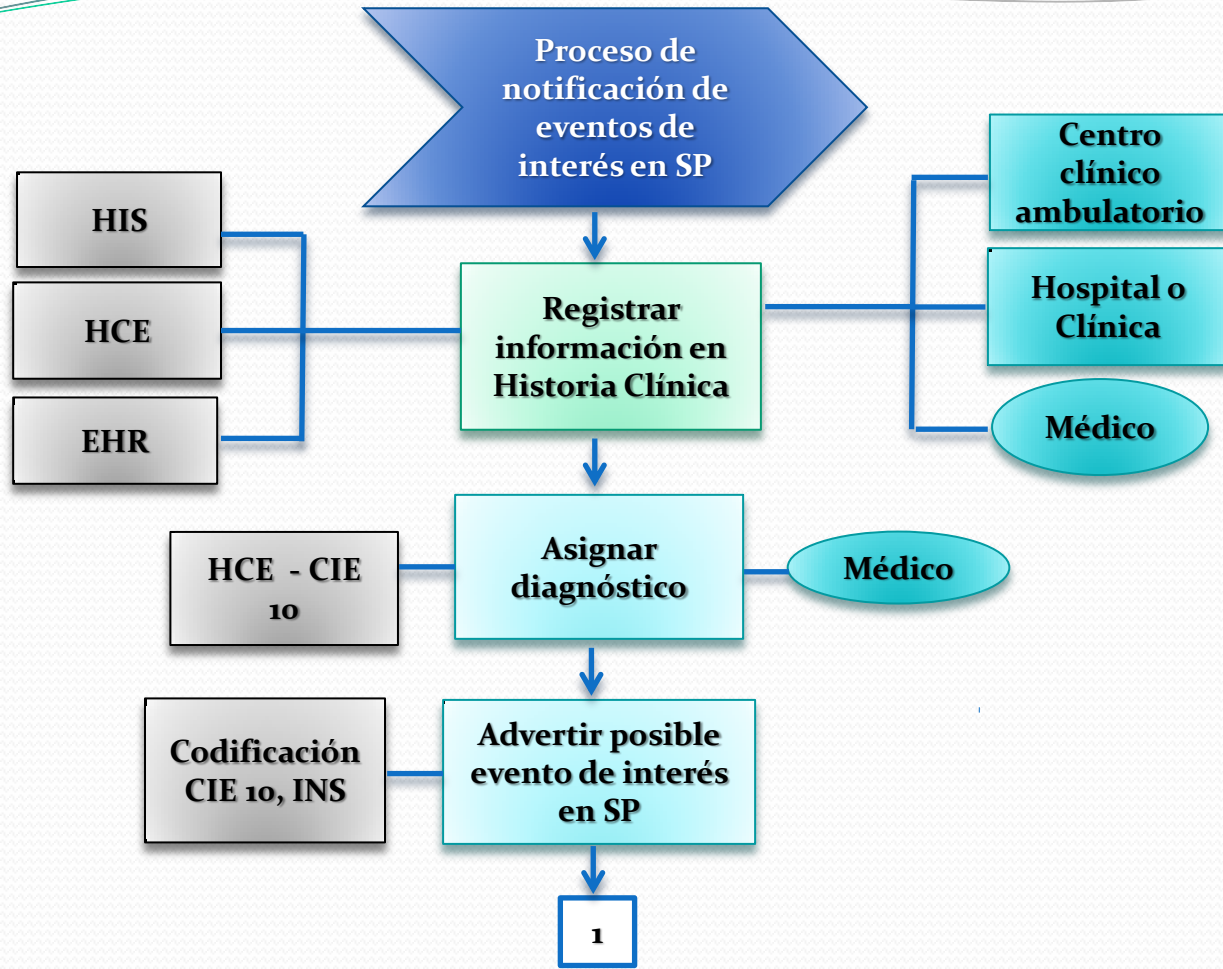 Proceso de
notificación de
eventos de
interés en SP
HIS
HCE
EHR
Registrar
información en
Historia Clínica
Centro
clínico
ambulatorio
Hospital o
Clínica
Médico
HCE - CIE
10
Asignar
diagnóstico
Médico
Codificación
CIE 10, INS
Advertir posible
evento de interés
en SP
1